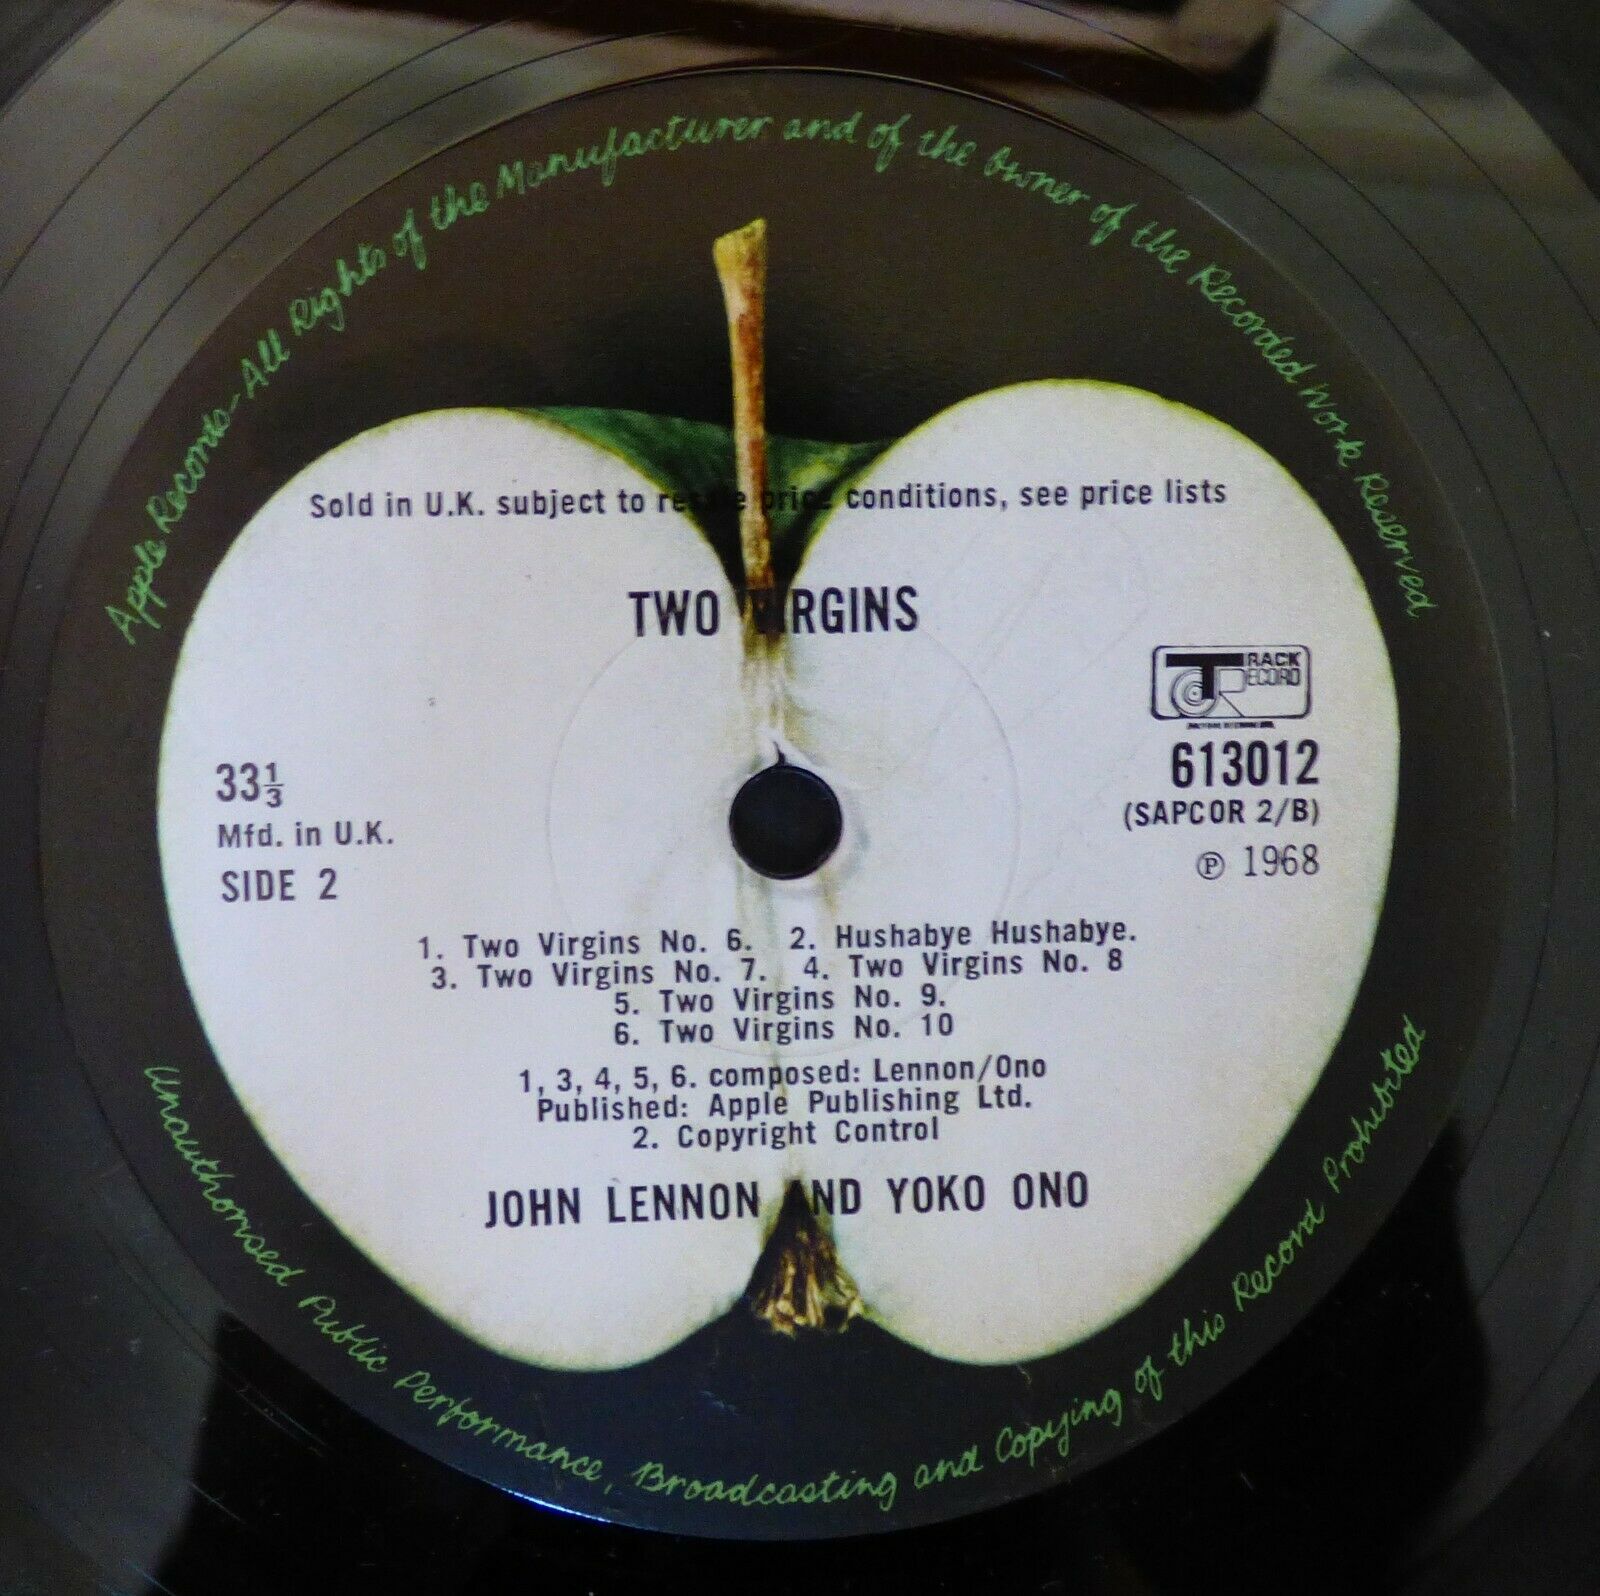 Apple Records—All Rights of the Manufacturer and of the Owner of the Recorded Work Reserved
Sold in U.K. subject to resale price conditions, see price lists
TWO VIRGINS
TRACK
RECORD
33⅓
613012
Mfd. in U.K.
(SAPCOR 2/B)
SIDE 2
℗ 1968
1. Two Virgins No. 6. 2. Hushabye Hushabye.
3. Two Virgins No. 7. 4. Two Virgins No. 8
5. Two Virgins No. 9.
6. Two Virgins No. 10
1, 3, 4, 5, 6. composed: Lennon/Ono
Published: Apple Publishing Ltd.
2. Copyright Control
JOHN LENNON AND YOKO ONO
Unauthorised Public Performance, Broadcasting and Copying of this Record Prohibited